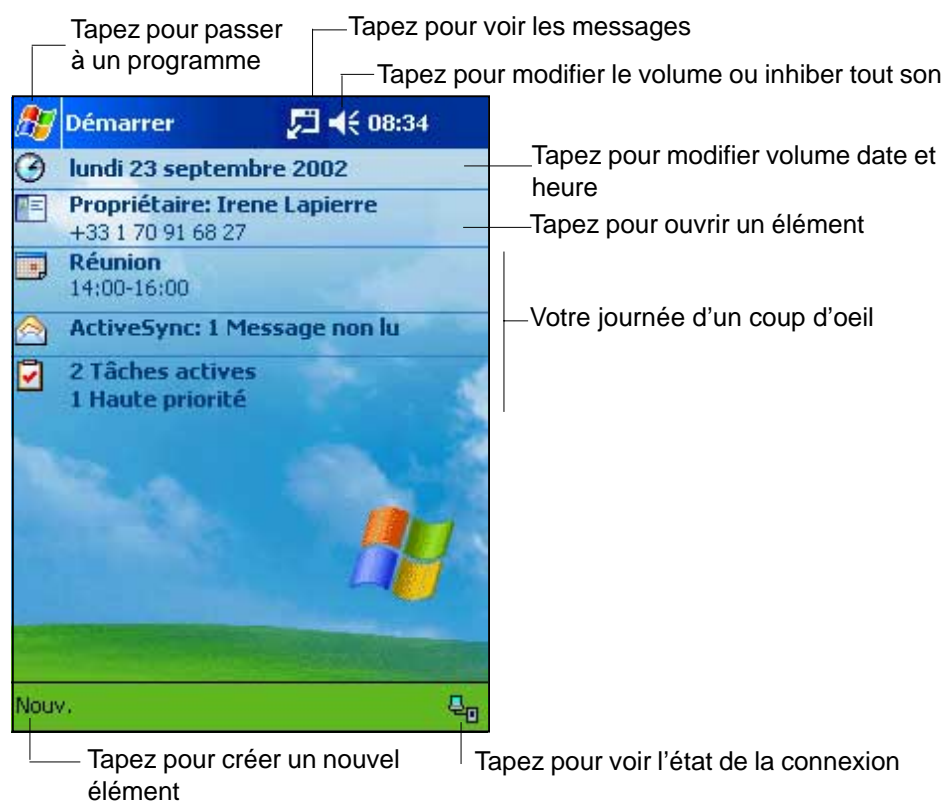 Tapez pour passer
à un programme
Tapez pour voir les messages
Tapez pour modifier le volume ou inhiber tout son
Démarrer 08:34
lundi 23 septembre 2002
Tapez pour modifier volume date et
heure
Propriétaire: Irene Lapierre
+33 1 70 91 68 27
Tapez pour ouvrir un élément
Réunion
14:00-16:00
ActiveSync: 1 Message non lu
Votre journée d'un coup d'oeil
2 Tâches actives
1 Haute priorité
Nouv.
Tapez pour créer un nouvel
élément
Tapez pour voir l'état de la connexion